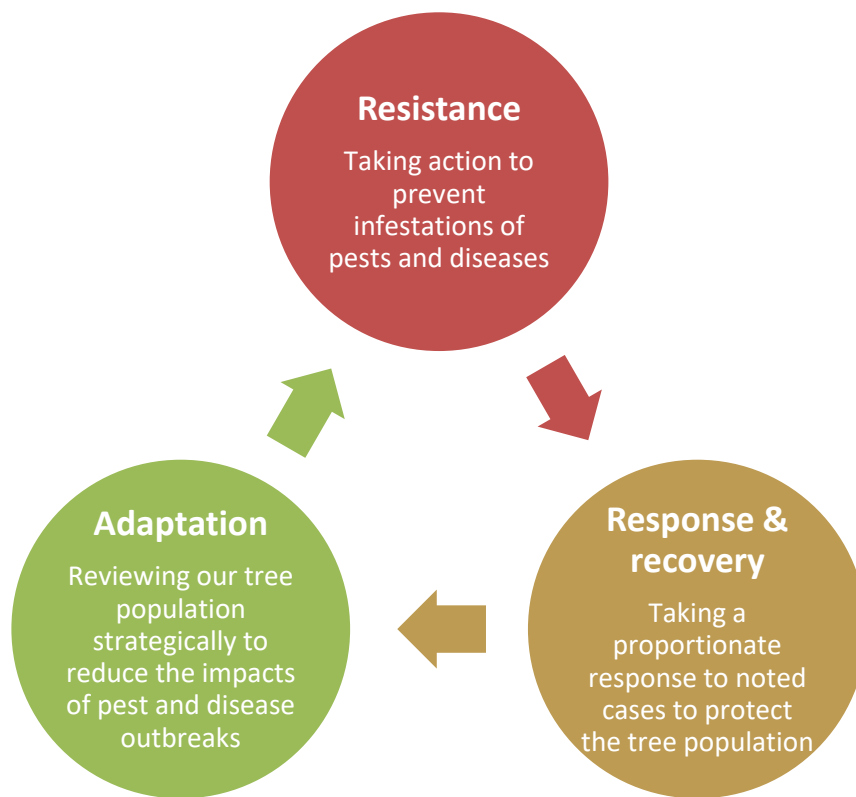 Resistance
Taking action to
prevent
infestations of
pests and diseases
Adaptation
Reviewing our tree
population
strategically to
reduce the impacts
of pest and disease
outbreaks
Response &
recovery
Taking a
proportionate
response to noted
cases to protect
the tree population